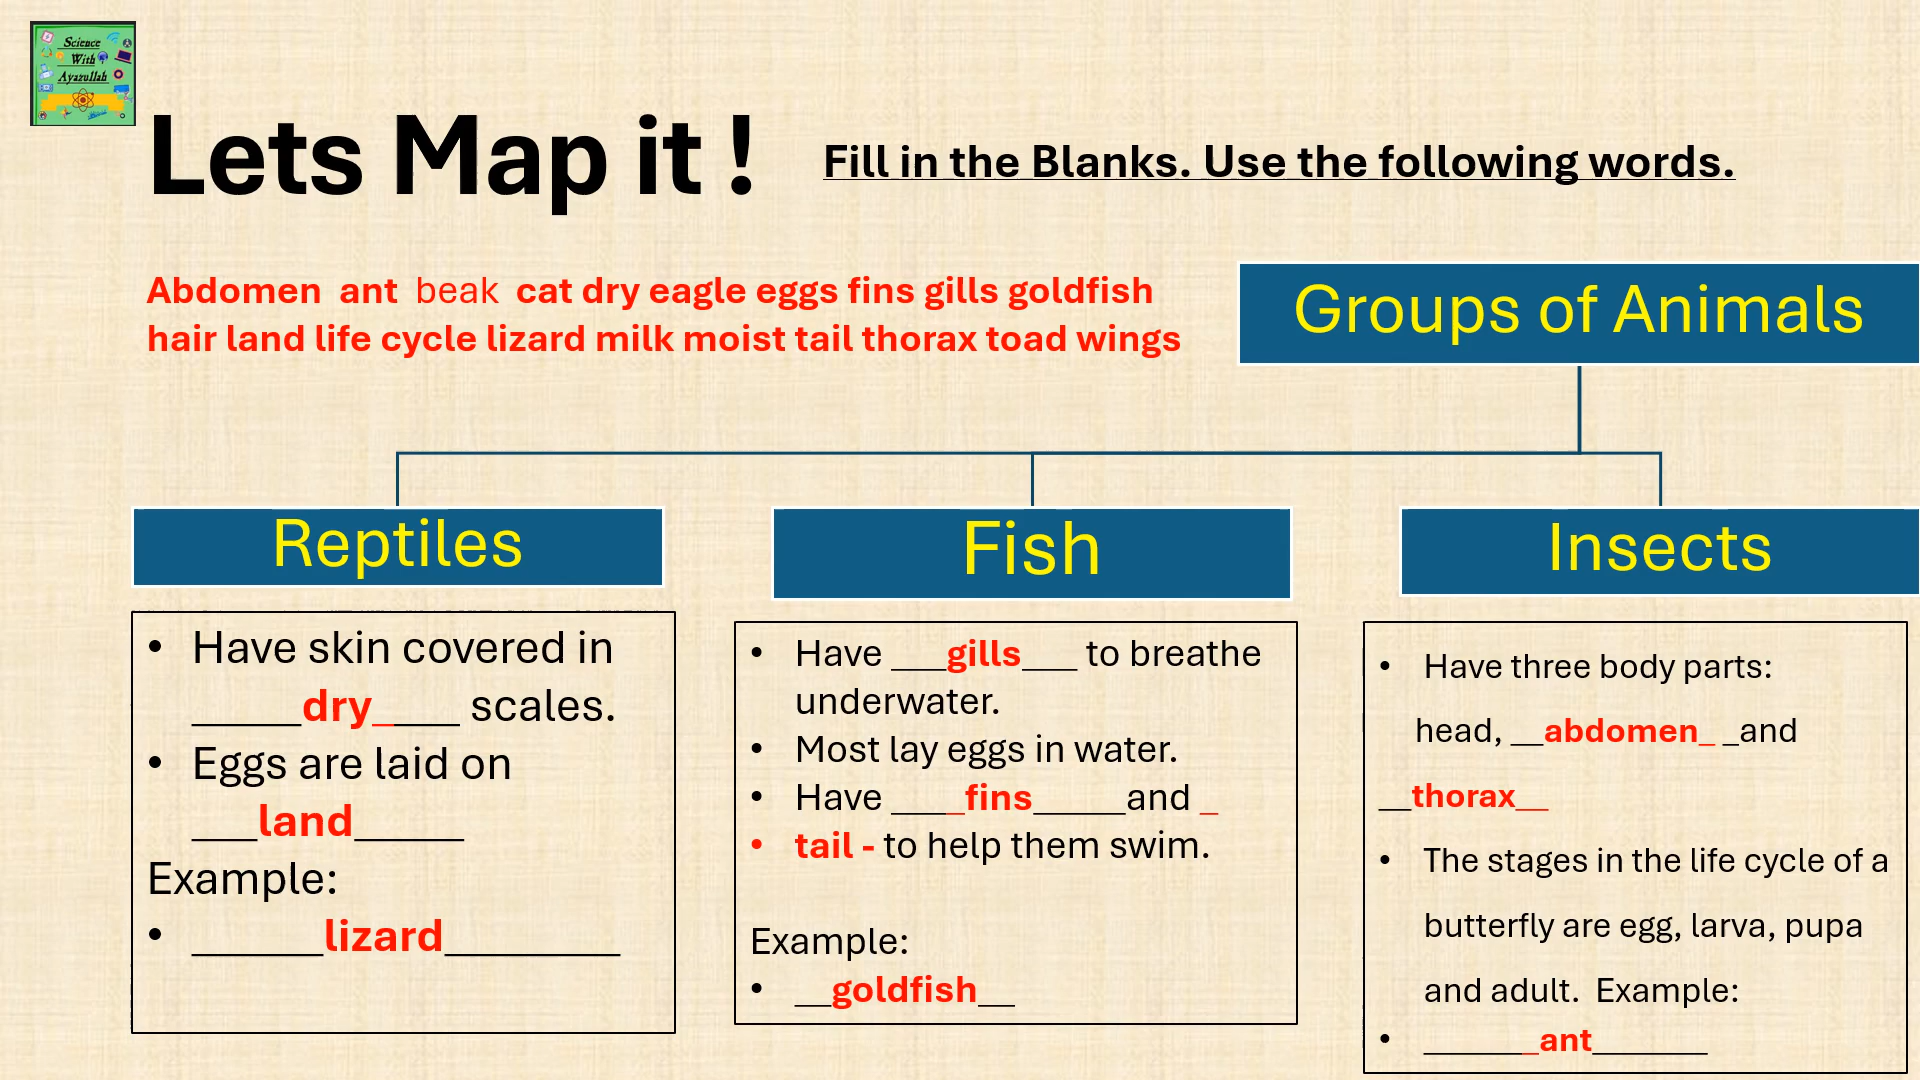 Science
With
Ayazullah
Lets Map it !
Fill in the Blanks. Use the following words.
Abdomen ant beak cat dry eagle eggs fins gills goldfish
hair land life cycle lizard milk moist tail thorax toad wings
Groups of Animals
Reptiles
• Have skin covered in
_____dry____ scales.
• Eggs are laid on
___land_____
Example:
• ______lizard________
Fish
• Have ___gills___ to breathe
underwater.
• Most lay eggs in water.
• Have ____fins_____and _
• tail - to help them swim.
Example:
• __goldfish__
Insects
• Have three body parts:
head, __abdomen_ _and
__thorax__
• The stages in the life cycle of a
butterfly are egg, larva, pupa
and adult. Example:
• _______ant_______